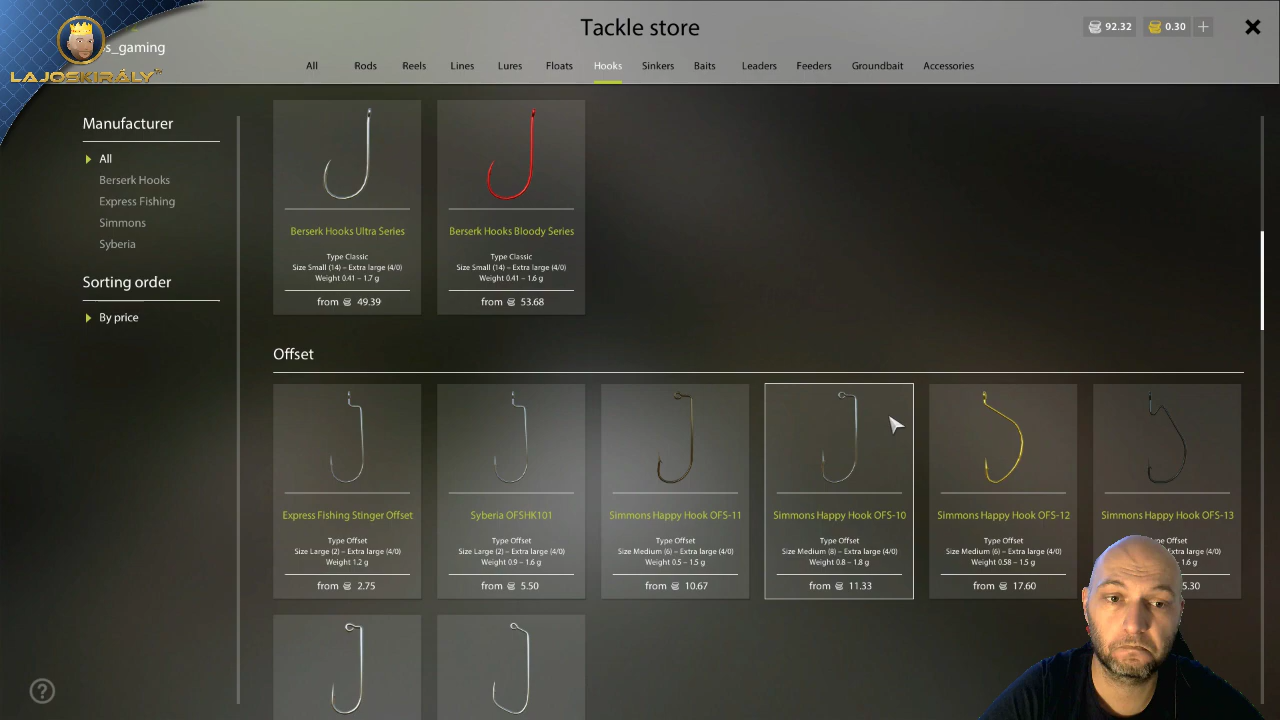 Tackle store
92.32
0.30
s_gaming
LAJOSKIRÁLY
All
Rods
Reels
Lines
Lures
Floats
Hooks
Sinkers
Baits
Leaders
Feeders
Groundbait
Accessories
Manufacturer
All
Berserk Hooks
Express Fishing
Simmons
Syberia
Sorting order
By price
Berserk Hooks Ultra Series
Type Classic
Size Small (14) – Extra large (4/0)
Weight 0.41 – 1.7 g
from 49.39
Berserk Hooks Bloody Series
Type Classic
Size Small (14) – Extra large (4/0)
Weight 0.41 – 1.6 g
from 53.68
Offset
Express Fishing Stinger Offset
Type Offset
Size Large (2) – Extra large (4/0)
Weight 1.2 g
from 2.75
Syberia OFSHK101
Type Offset
Size Large (2) – Extra large (4/0)
Weight 0.9 – 1.6 g
from 5.50
Simmons Happy Hook OFS-11
Type Offset
Size Medium (6) – Extra large (4/0)
Weight 0.5 – 1.5 g
from 10.67
Simmons Happy Hook OFS-10
Type Offset
Size Medium (8) – Extra large (4/0)
Weight 0.8 – 1.8 g
from 11.33
Simmons Happy Hook OFS-12
Type Offset
Size Medium (6) – Extra large (4/0)
Weight 0.58 – 1.5 g
from 17.60
Simmons Happy Hook OFS-13
Type Offset
large (4/0)
1.6 g
5.30
?